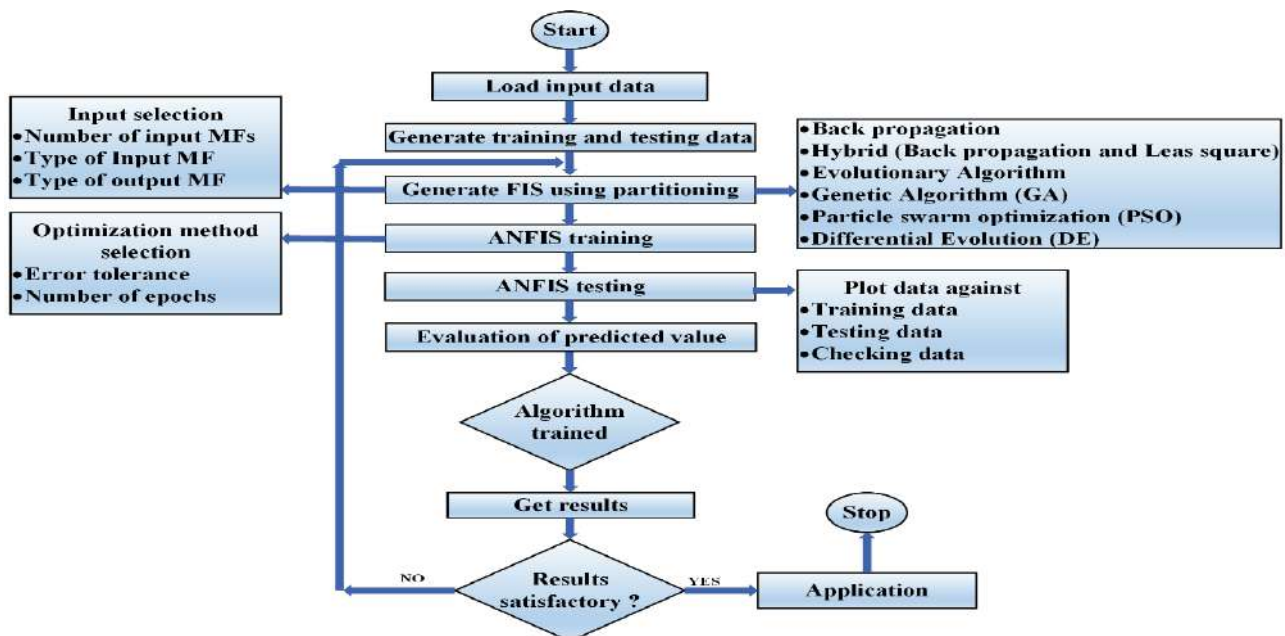 Start
Load input data
Generate training and testing data
Input selection
•Number of input MFs
•Type of Input MF
•Type of output MF
Generate FIS using partitioning
•Back propagation
•Hybrid (Back propagation and Leas square)
•Evolutionary Algorithm
•Genetic Algorithm (GA)
•Particle swarm optimization (PSO)
•Differential Evolution (DE)
Optimization method
selection
•Error tolerance
•Number of epochs
ANFIS training
ANFIS testing
Plot data against
•Training data
•Testing data
•Checking data
Evaluation of predicted value
Algorithm
trained
Get results
Results
satisfactory ?
NO
YES
Application
Stop